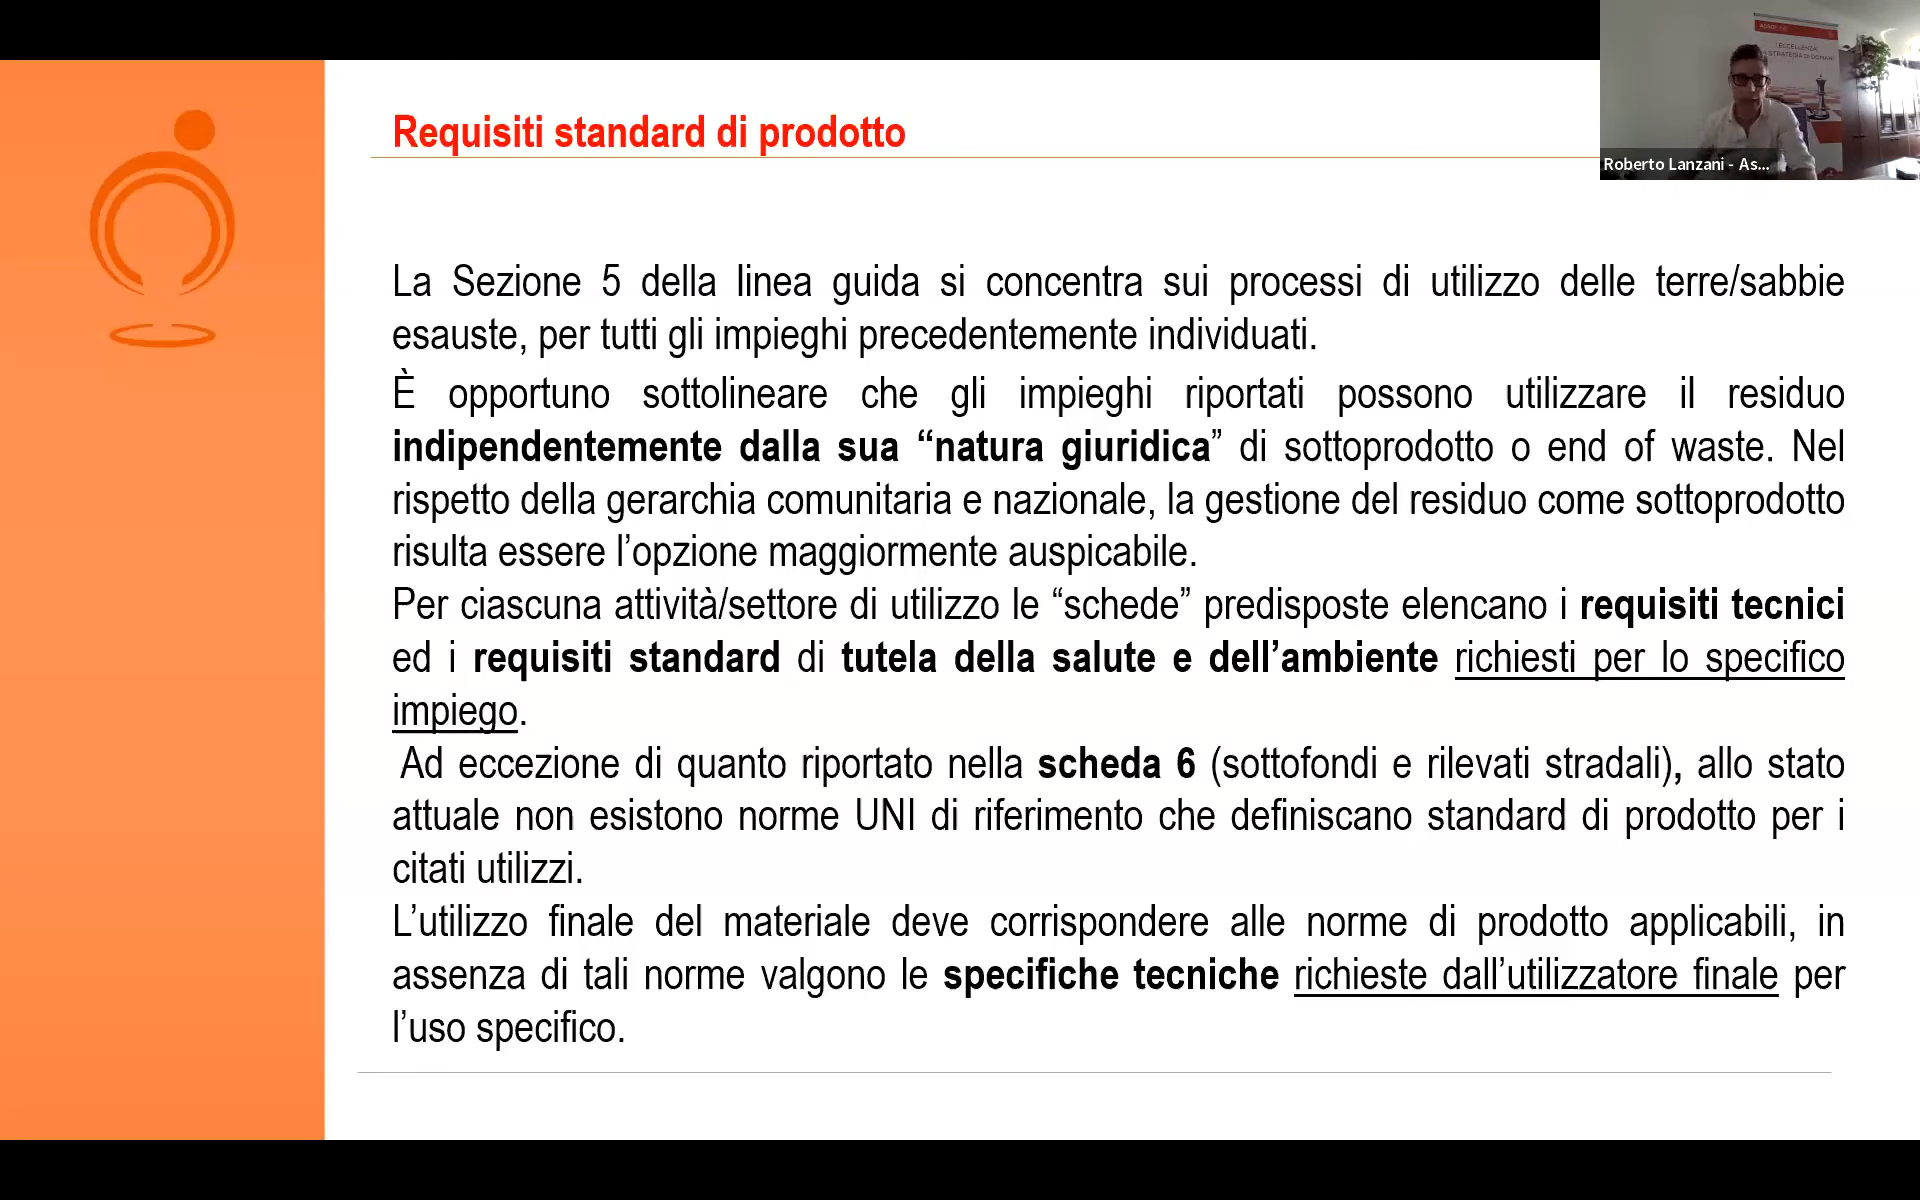 Requisiti standard di prodotto
ECCELLENZA,
Roberto Lanzani - As...
La Sezione 5 della linea guida si concentra sui processi di utilizzo delle terre/sabbie
esauste, per tutti gli impieghi precedentemente individuati.
È opportuno sottolineare che gli impieghi riportati possono utilizzare il residuo
indipendentemente dalla sua “natura giuridica” di sottoprodotto o end of waste. Nel
rispetto della gerarchia comunitaria e nazionale, la gestione del residuo come sottoprodotto
risulta essere l’opzione maggiormente auspicabile.
Per ciascuna attività/settore di utilizzo le “schede” predisposte elencano i requisiti tecnici
ed i requisiti standard di tutela della salute e dell’ambiente richiesti per lo specifico
impiego.
Ad eccezione di quanto riportato nella scheda 6 (sottofondi e rilevati stradali), allo stato
attuale non esistono norme UNI di riferimento che definiscano standard di prodotto per i
citati utilizzi.
L’utilizzo finale del materiale deve corrispondere alle norme di prodotto applicabili, in
assenza di tali norme valgono le specifiche tecniche richieste dall’utilizzatore finale per
l’uso specifico.